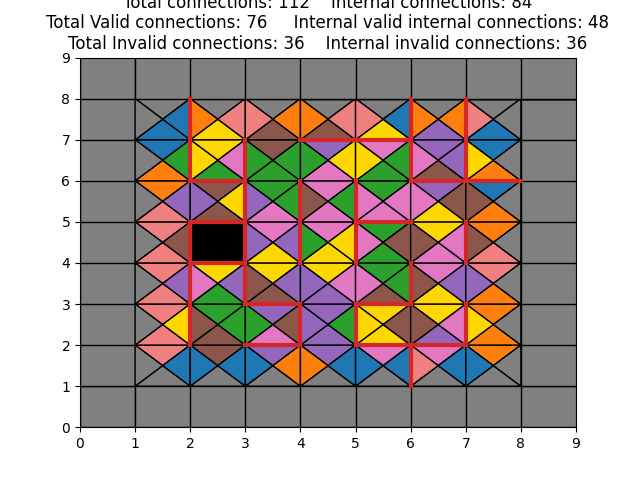 Total connections: 112    Internal connections: 84
Total Valid connections: 76     Internal valid internal connections: 48
Total Invalid connections: 36    Internal invalid connections: 36
9
8
7
6
5
4
3
2
1
0
0 1 2 3 4 5 6 7 8 9